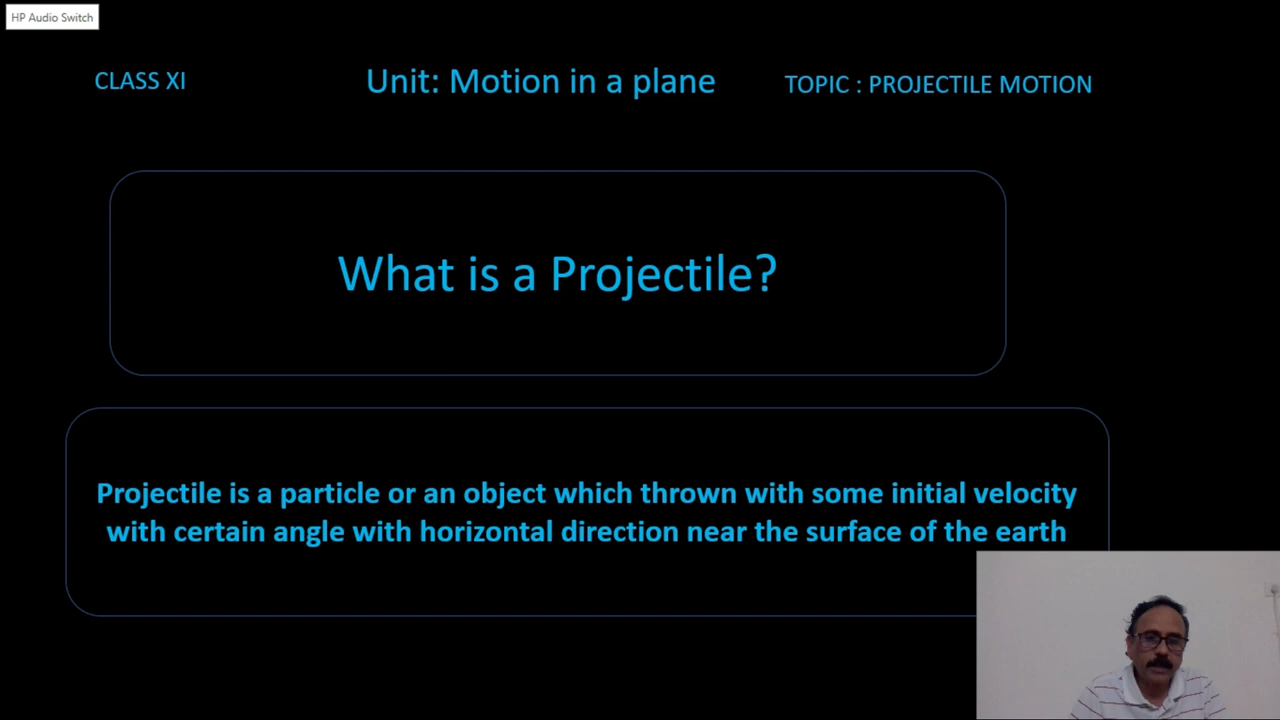 HP Audio Switch
CLASS XI
Unit: Motion in a plane
TOPIC : PROJECTILE MOTION
What is a Projectile?
Projectile is a particle or an object which thrown with some initial velocity
with certain angle with horizontal direction near the surface of the earth